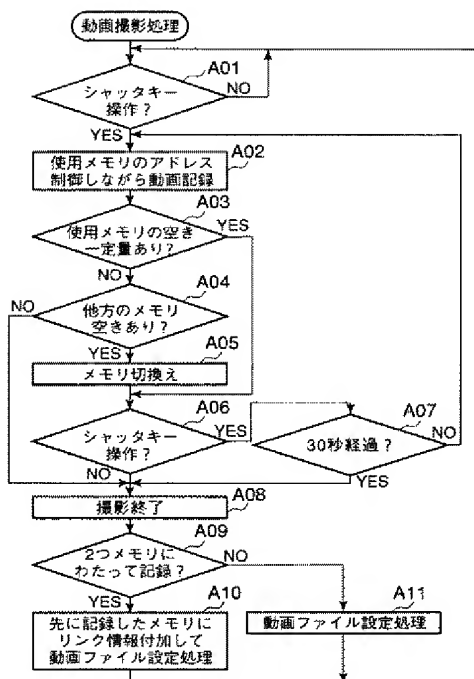 動画撮影処理
A01
シャッタキー
操作?
NO
YES
A02
使用メモリのアドレス
制御しながら動画記録
A03
使用メモリの空き
一定量あり?
YES
NO
A04
NO
他方のメモリ
空きあり?
YES
A05
メモリ切換え
A06
シャッタキー
操作?
YES
NO
A07
30秒経過?
NO
YES
A08
撮影終了
A09
2つメモリに
わたって記録?
NO
YES
A10
先に記録したメモリに
リンク情報付加して
動画ファイル設定処理
A11
動画ファイル設定処理